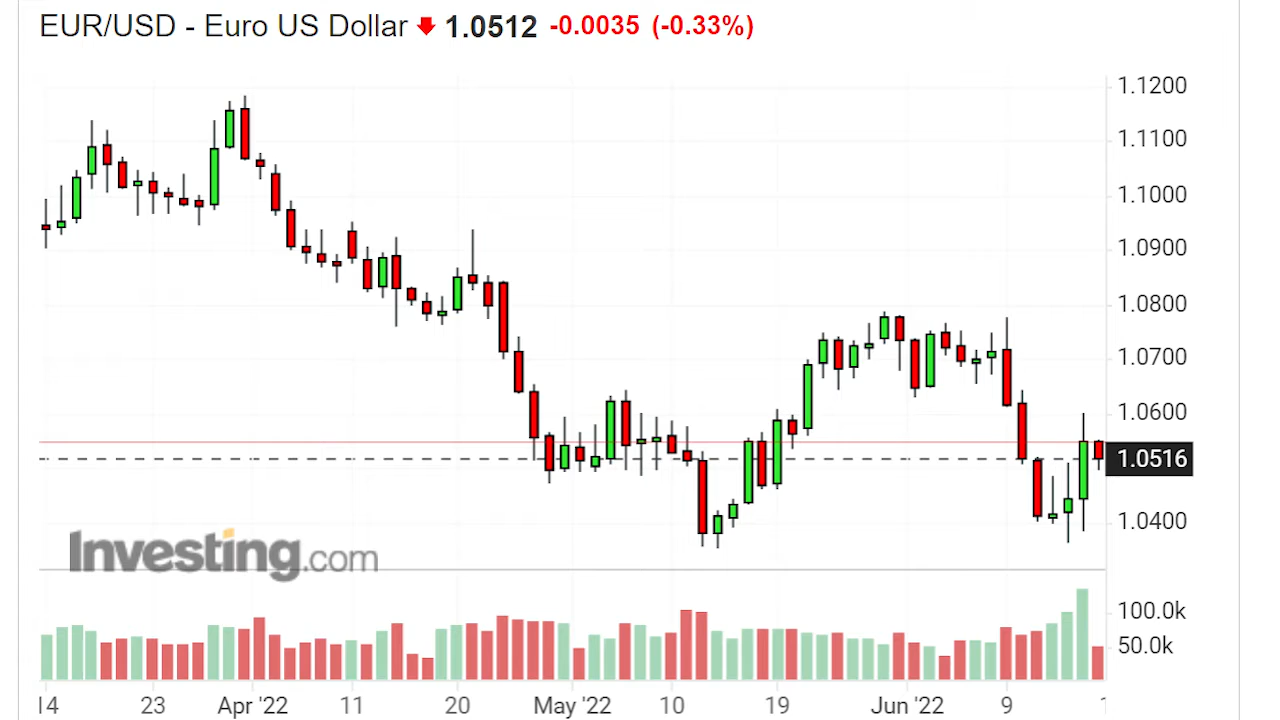 EUR/USD - Euro US Dollar 1.0512 -0.0035 (-0.33%)
1.1200
1.1100
1.1000
1.0900
1.0800
1.0700
1.0600
1.0516
1.0400
Investing.com
100.0k
50.0k
14 23 Apr '22 11 20 May '22 10 19 Jun '22 9